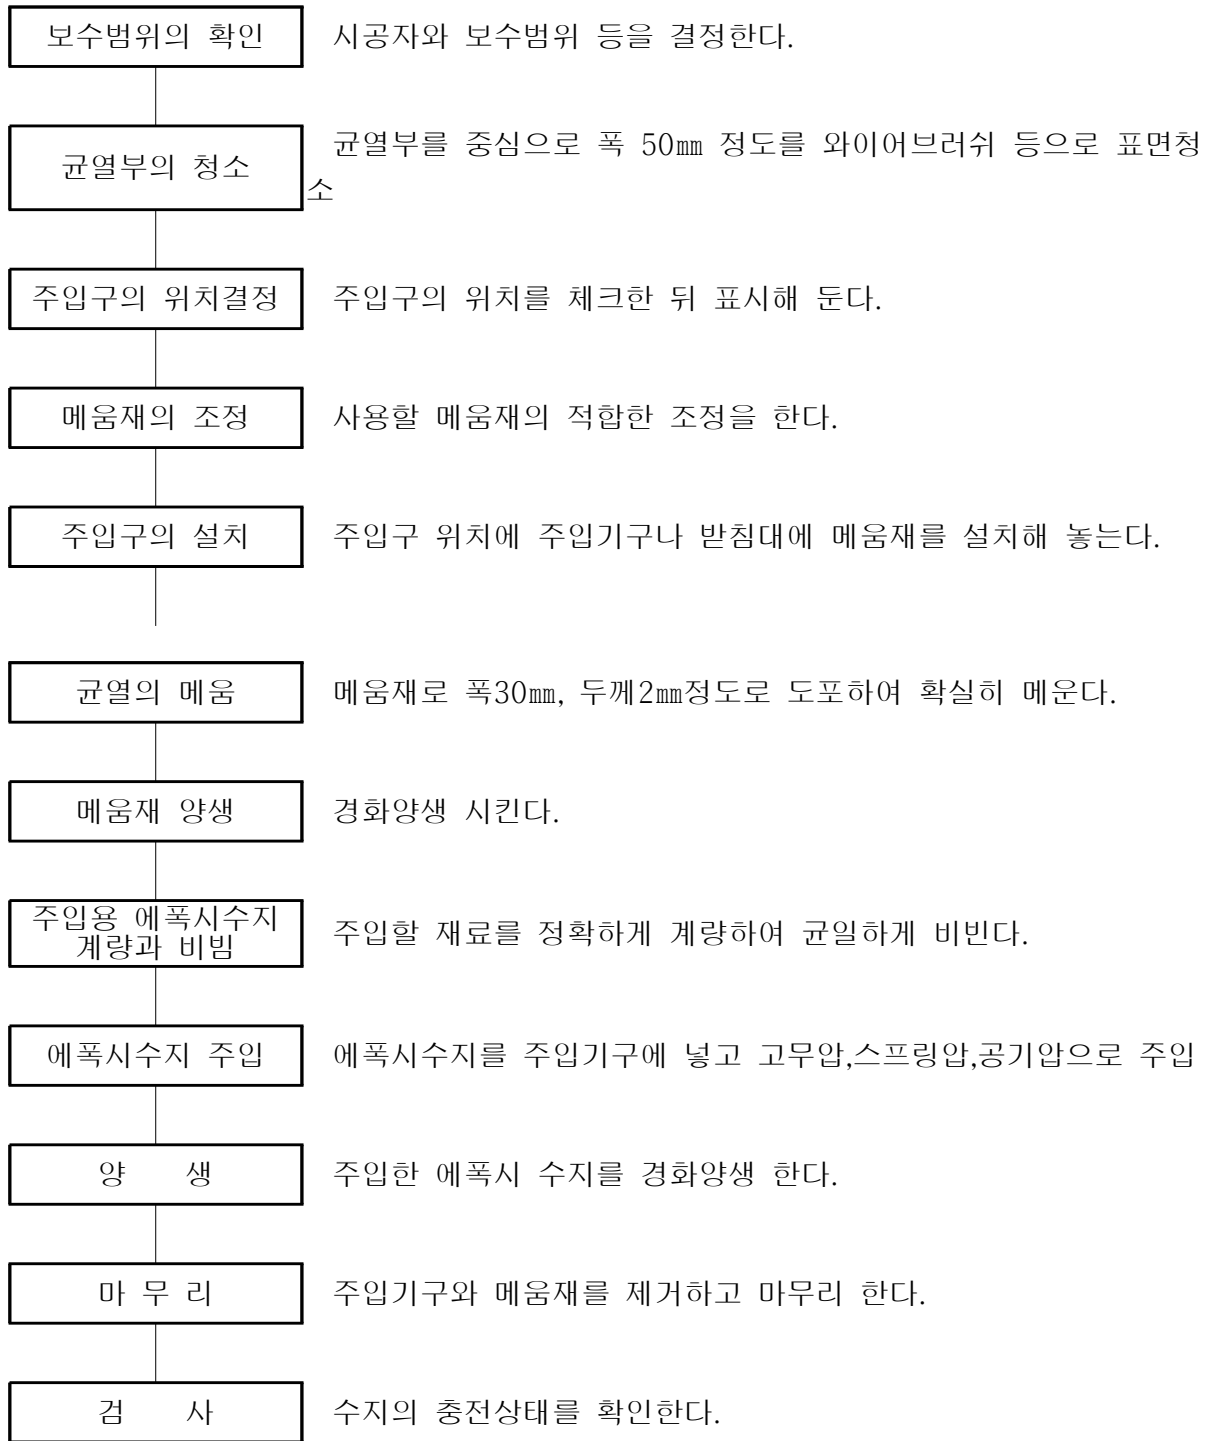 보수범위의 확인
시공자와 보수범위 등을 결정한다.
균열부의 청소
균열부를 중심으로 폭 50㎜ 정도를 와이어브러쉬 등으로 표면청
소
주입구의 위치결정
주입구의 위치를 체크한 뒤 표시해 둔다.
메움재의 조정
사용할 메움재의 적합한 조정을 한다.
주입구의 설치
주입구 위치에 주입기구나 받침대에 메움재를 설치해 놓는다.
균열의 메움
메움재로 폭30㎜, 두께2㎜정도로 도포하여 확실히 메운다.
메움재 양생
경화양생 시킨다.
주입용 에폭시수지
계량과 비빔
주입할 재료를 정확하게 계량하여 균일하게 비빈다.
에폭시수지 주입
에폭시수지를 주입기구에 넣고 고무압,스프링압,공기압으로 주입
양 생
주입한 에폭시 수지를 경화양생 한다.
마 무 리
주입기구와 메움재를 제거하고 마무리 한다.
검 사
수지의 충전상태를 확인한다.